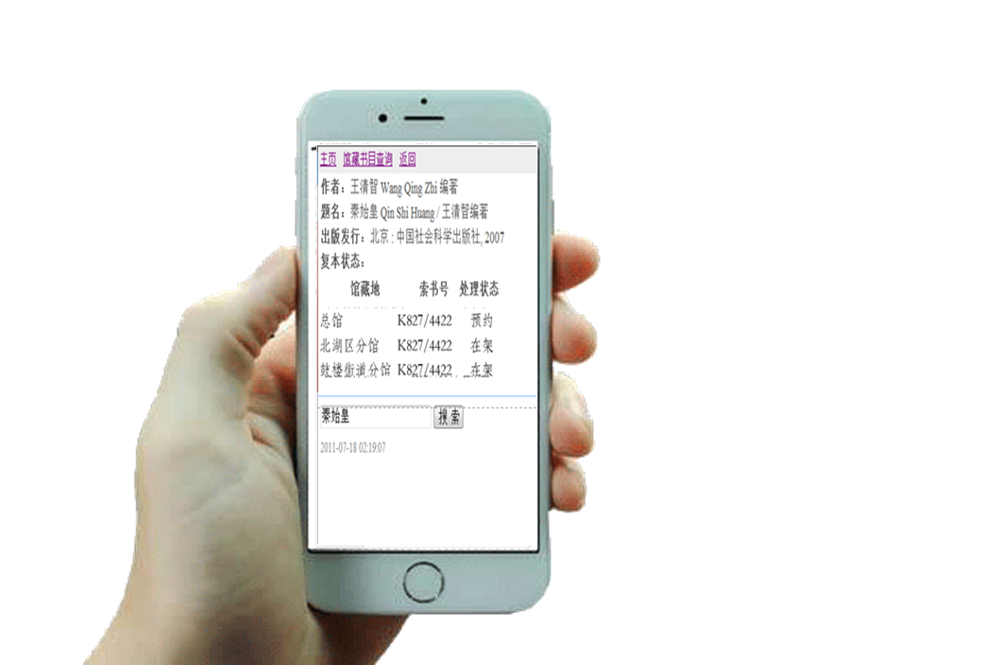 主页 馆藏书目查询 返回
作者：王清智 Wang Qing Zhi 编著
题名：秦始皇 Qin Shi Huang / 王清智编著
出版发行：北京 : 中国社会科学出版社, 2007
复本状态：
馆藏地 索书号 处理状态
总馆 K827/4422 预约
北湖区分馆 K827/4422 在架
鼓楼街道分馆 K827/4422 在架
秦始皇 搜 索
2011-07-18 02:19:07